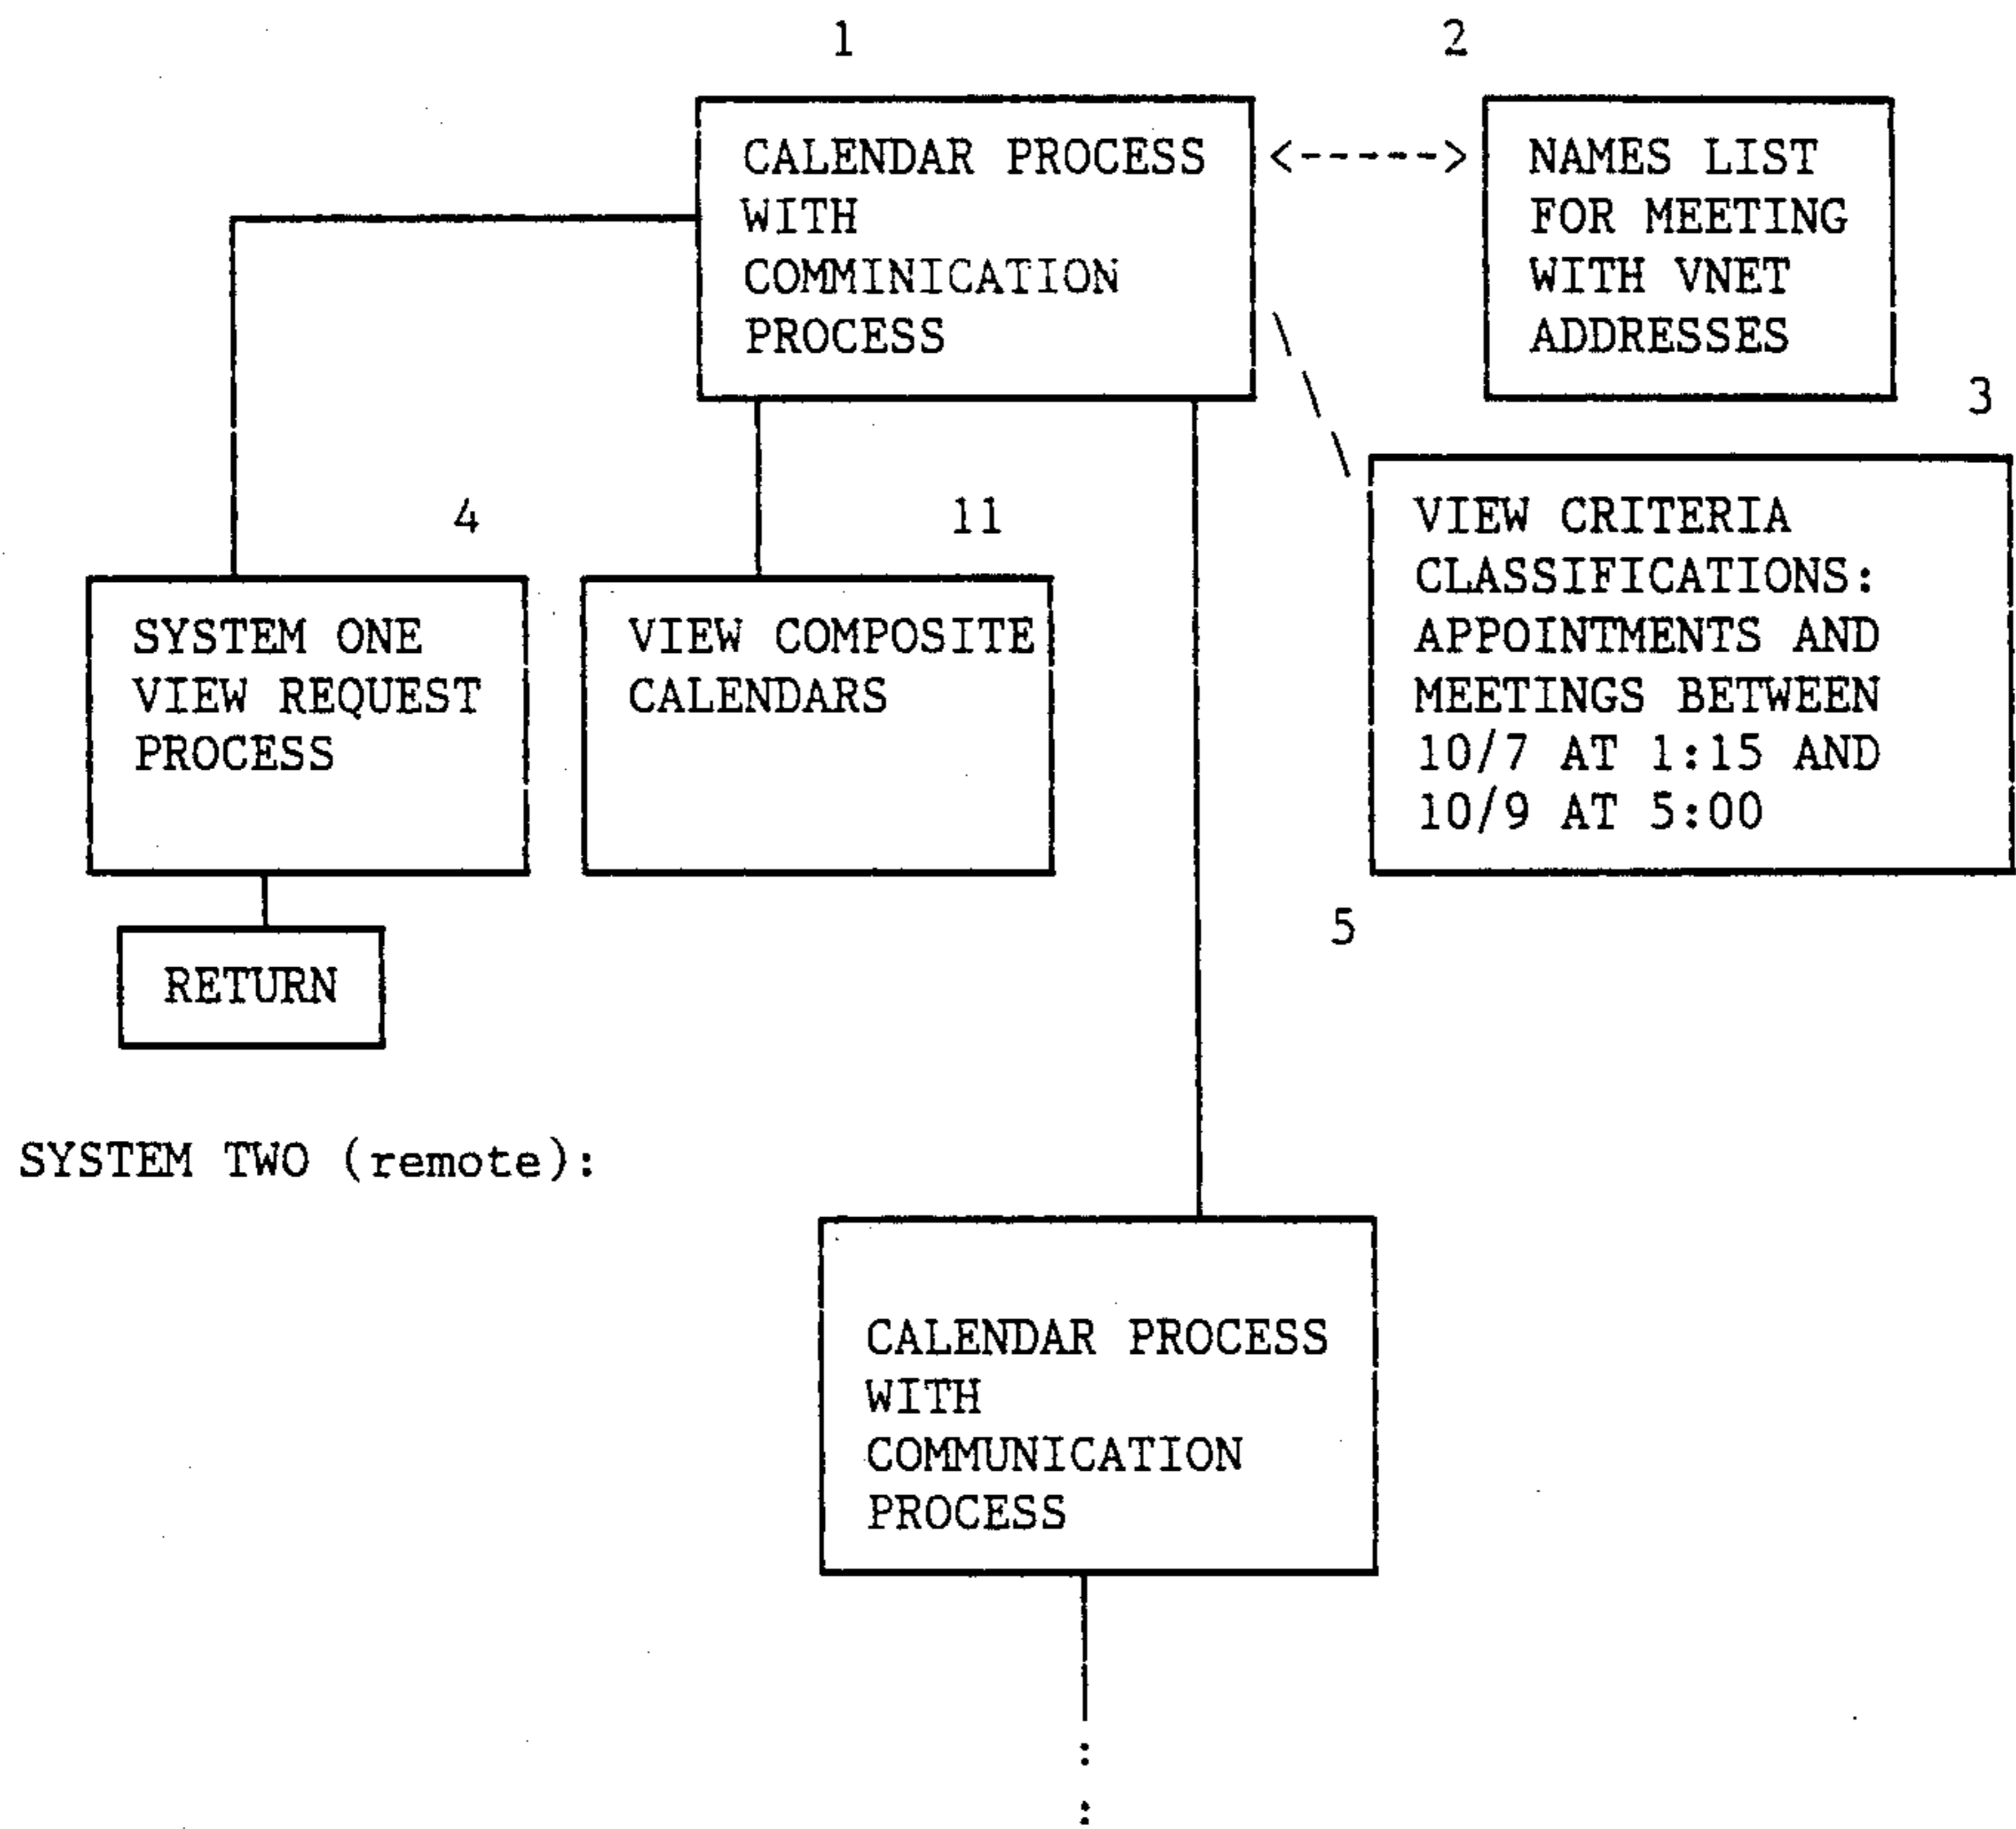 1
CALENDAR PROCESS
WITH
COMMINICATION
PROCESS
<----->
2
NAMES LIST
FOR MEETING
WITH VNET
ADDRESSES
3
VIEW CRITERIA
CLASSIFICATIONS:
APPOINTMENTS AND
MEETINGS BETWEEN
10/7 AT 1:15 AND
10/9 AT 5:00
4
SYSTEM ONE
VIEW REQUEST
PROCESS
11
VIEW COMPOSITE
CALENDARS
RETURN
5
SYSTEM TWO (remote):
CALENDAR PROCESS
WITH
COMMUNICATION
PROCESS
:
: